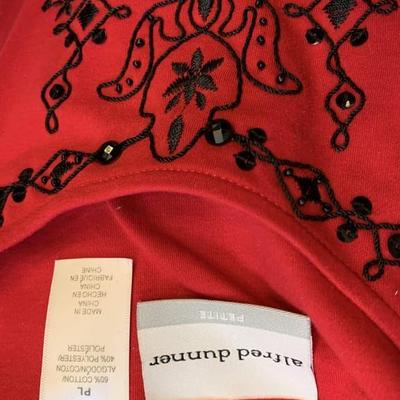 alfred dunner
PETITE
PL
60% COTTON/
ALGODÓN/COTON
40% POLYESTER/
POLIÉSTER
MADE IN
CHINA
HECHO EN
CHINA
FABRIQUÉ EN
CHINE